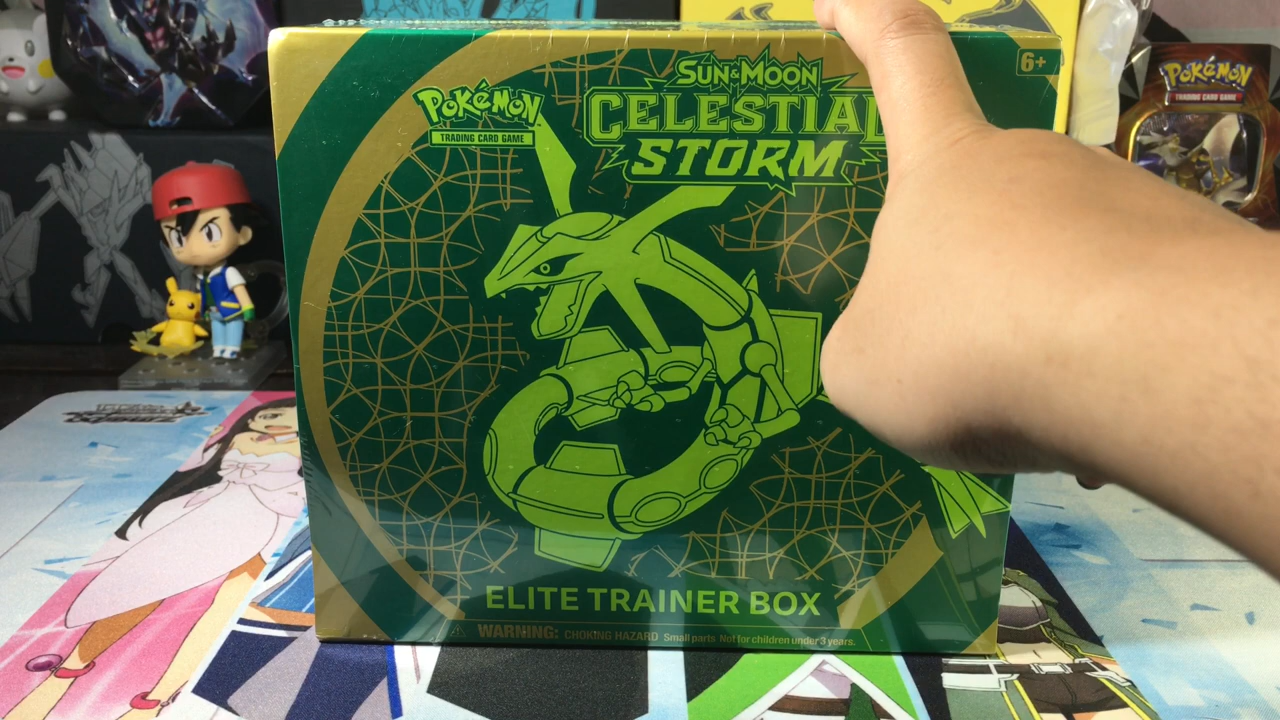 Pokémon
TRADING CARD GAME
SUN & MOON
CELESTIAL
STORM
6+
ELITE TRAINER BOX
WARNING: CHOKING HAZARD Small parts. Not for children under 3 years.
Pokémon
TRADING CARD GAME